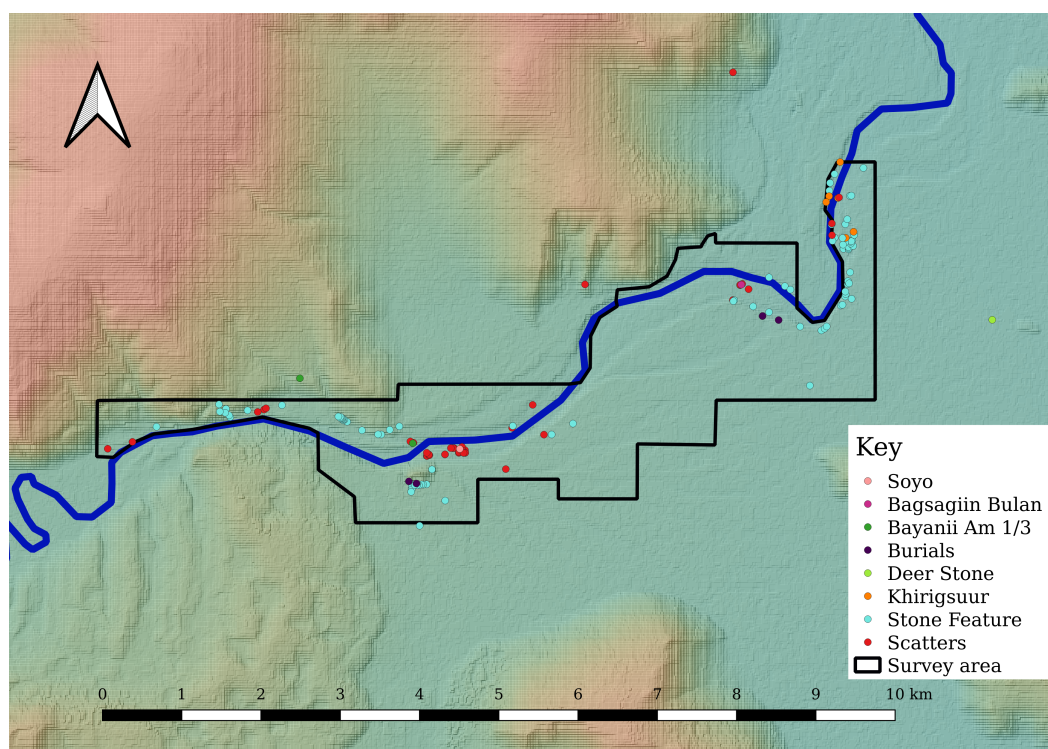 Key
Soyo
Bagsagiin Bulan
Bayanii Am 1/3
Burials
Deer Stone
Khirigsuur
Stone Feature
Scatters
Survey area
0 1 2 3 4 5 6 7 8 9 10 km